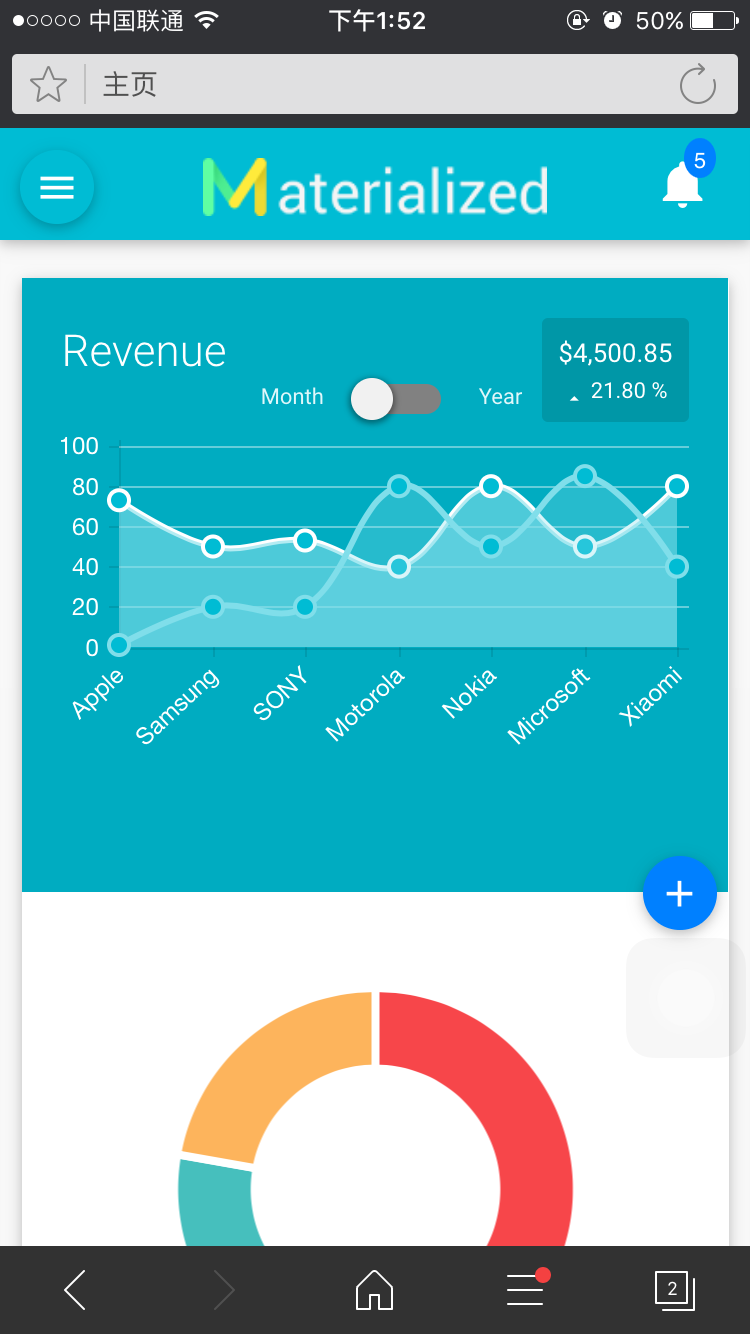 中国联通 下午1:52 50%
主页
Materialized 5
Revenue
$4,500.85
21.80 %
Month Year
100
80
60
40
20
0
Apple Samsung SONY Motorola Nokia Microsoft Xiaomi
2